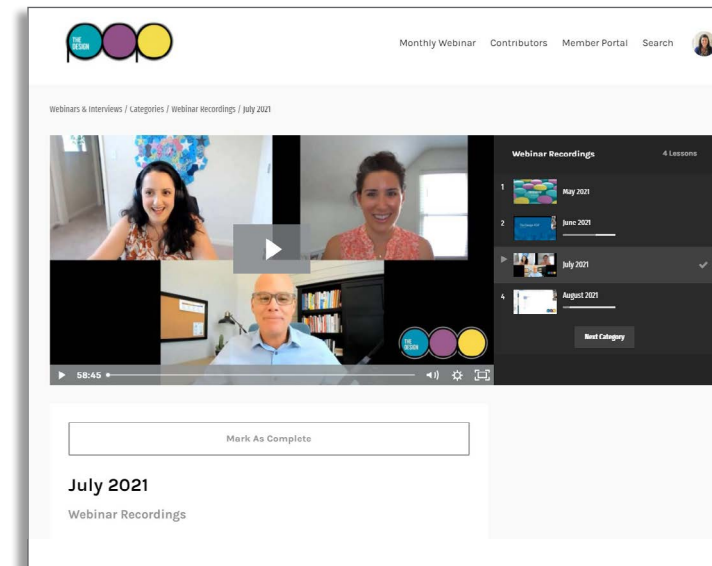 THE
DESIGN
Monthly Webinar Contributors Member Portal Search
Webinars & Interviews / Categories / Webinar Recordings / July 2021
Webinar Recordings 4 Lessons
1 May 2021
2 June 2021
July 2021
4 August 2021
Next Category
THE
DESIGN
58:45
Mark As Complete
July 2021
Webinar Recordings